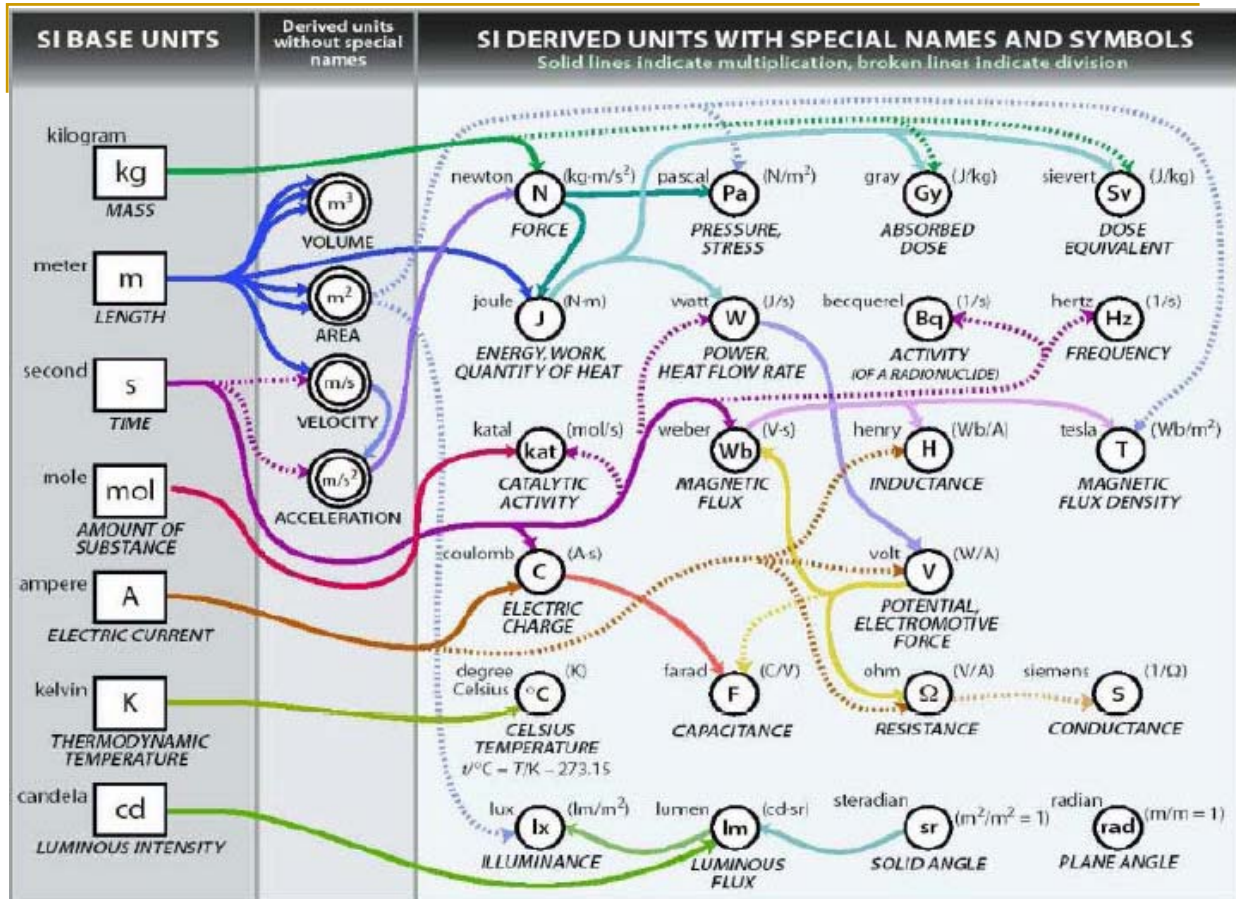 SI BASE UNITS
Derived units
without special
names
SI DERIVED UNITS WITH SPECIAL NAMES AND SYMBOLS
Solid lines indicate multiplication, broken lines indicate division
kilogram
kg
MASS
m³
VOLUME
newton
N
(kg·m/s²)
FORCE
pascal
Pa
(N/m²)
PRESSURE,
STRESS
gray
Gy
(J/kg)
ABSORBED
DOSE
sievert
Sv
(J/kg)
DOSE
EQUIVALENT
meter
m
LENGTH
m²
AREA
joule
J
(N·m)
ENERGY, WORK,
QUANTITY OF HEAT
watt
W
(J/s)
POWER,
HEAT FLOW RATE
becquerel
Bq
(1/s)
ACTIVITY
(OF A RADIONUCLIDE)
hertz
Hz
(1/s)
FREQUENCY
second
s
TIME
m/s
VELOCITY
katal
kat
(mol/s)
CATALYTIC
ACTIVITY
weber
Wb
(V·s)
MAGNETIC
FLUX
henry
H
(Wb/A)
INDUCTANCE
tesla
T
(Wb/m²)
MAGNETIC
FLUX DENSITY
mole
mol
AMOUNT OF
SUBSTANCE
m/s²
ACCELERATION
coulomb
C
(A·s)
ELECTRIC
CHARGE
volt
V
(W/A)
POTENTIAL,
ELECTROMOTIVE
FORCE
ampere
A
ELECTRIC CURRENT
degree
Celsius
°C
(K)
CELSIUS
TEMPERATURE
t/°C = T/K – 273.15
farad
F
(C/V)
CAPACITANCE
ohm
Ω
(V/A)
RESISTANCE
siemens
S
(1/Ω)
CONDUCTANCE
kelvin
K
THERMODYNAMIC
TEMPERATURE
candela
cd
LUMINOUS INTENSITY
lux
lx
(lm/m²)
ILLUMINANCE
lumen
lm
(cd·sr)
LUMINOUS
FLUX
steradian
sr
(m²/m² = 1)
SOLID ANGLE
radian
rad
(m/m = 1)
PLANE ANGLE